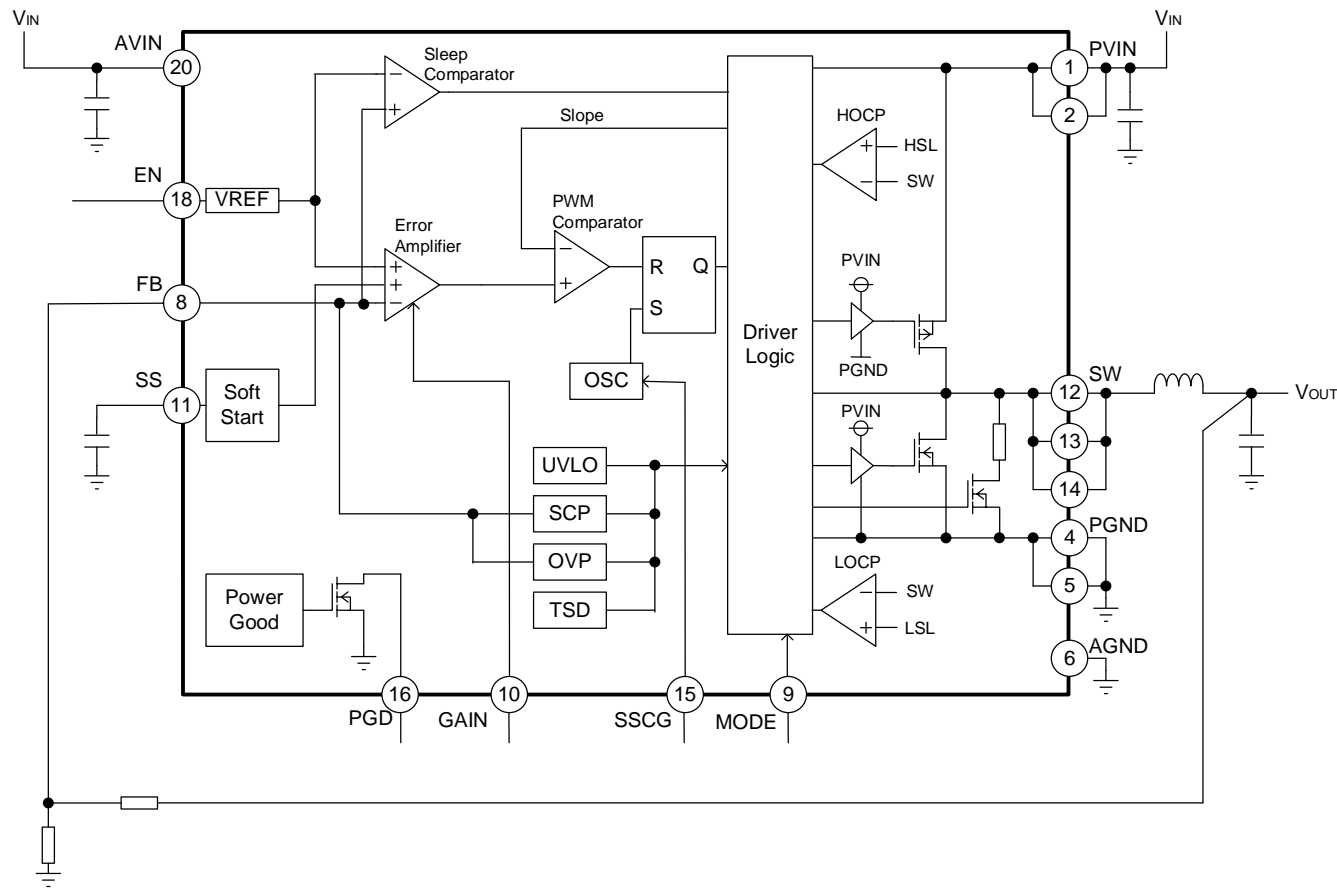 VIN
AVIN
20
Sleep
Comparator
−
+
VIN
PVIN
1
2
Slope
HOCP
+
HSL
−
SW
EN
18
VREF
Error
Amplifier
+
+
−
PWM
Comparator
−
+
R
Q
S
PVIN
PGND
FB
8
Driver
Logic
OSC
SS
11
Soft
Start
SW
12
13
14
VOUT
PVIN
UVLO
SCP
OVP
TSD
PGND
4
5
LOCP
−
SW
+
LSL
Power
Good
AGND
6
16
PGD
10
GAIN
15
SSCG
9
MODE